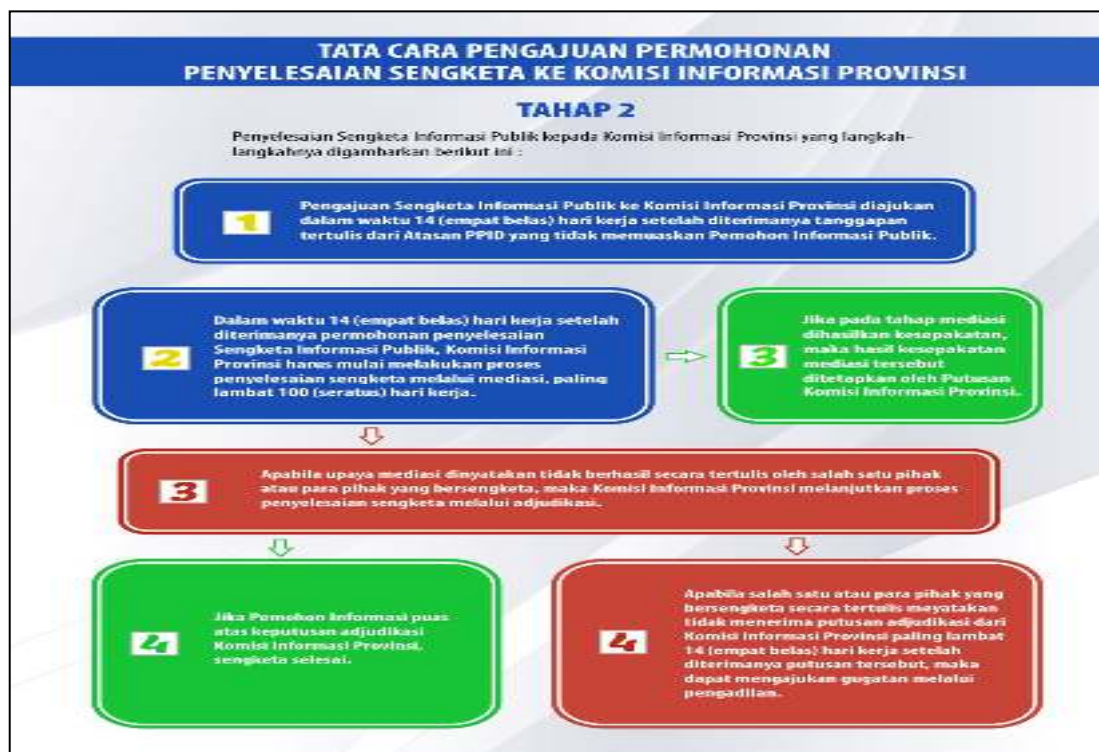 TATA CARA PENGAJUAN PERMOHONAN
PENYELESAIAN SENGKETA KE KOMISI INFORMASI PROVINSI
TAHAP 2
Penyelesaian Sengketa Informasi Publik kepada Komisi Informasi Provinsi yang langkah-
langkahnya digambarkan berikut ini :
1
Pengajuan Sengketa Informasi Publik ke Komisi Informasi Provinsi diajukan
dalam waktu 14 (empat belas) hari kerja setelah diterimanya tanggapan
tertulis dari Atasan PPID yang tidak memuaskan Pemohon Informasi Publik.
2
Dalam waktu 14 (empat belas) hari kerja setelah
diterimanya permohonan penyelesaian
Sengketa Informasi Publik, Komisi Informasi
Provinsi harus mulai melakukan proses
penyelesaian sengketa melalui mediasi, paling
lambat 100 (seratus) hari kerja.
3
Jika pada tahap mediasi
dihasilkan kesepakatan,
maka hasil kesepakatan
mediasi tersebut
ditetapkan oleh Putusan
Komisi Informasi Provinsi.
3
Apabila upaya mediasi dinyatakan tidak berhasil secara tertulis oleh salah satu pihak
atau para pihak yang bersengketa, maka Komisi Informasi Provinsi melanjutkan proses
penyelesaian sengketa melalui adjudikasi.
4
Jika Pemohon Informasi puas
atas keputusan adjudikasi
Komisi Informasi Provinsi,
sengketa selesai.
4
Apabila salah satu atau para pihak yang
bersengketa secara tertulis meyatakan
tidak menerima putusan adjudikasi dari
Komisi Informasi Provinsi paling lambat
14 (empat belas) hari kerja setelah
diterimanya putusan tersebut, maka
dapat mengajukan gugatan melalui
pengadilan.